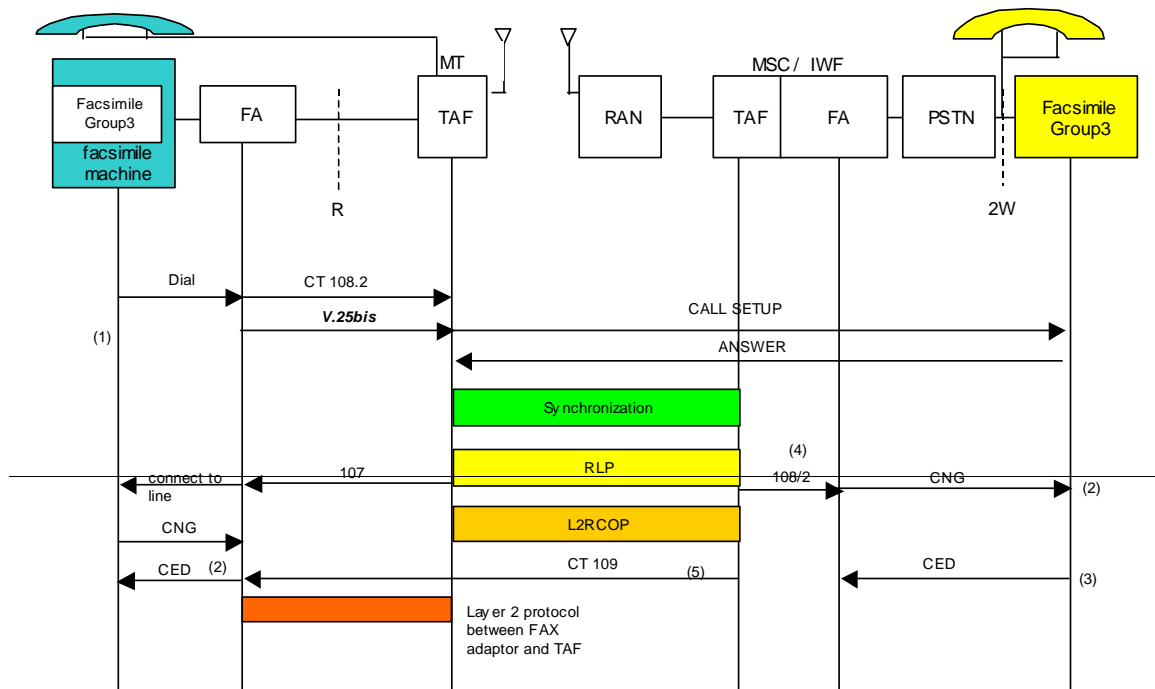 MT
MSC / IWF
Facsimile
Group3
facsimile
machine
FA
TAF
RAN
TAF
FA
PSTN
Facsimile
Group3
R
2W
Dial
CT 108.2
(1)
V.25bis
CALL SETUP
ANSWER
Synchronization
(4)
RLP
connect to
line
107
108/2
CNG
(2)
CNG
L2RCOP
CED
(2)
CT 109
(5)
CED
(3)
Layer 2 protocol
between FAX
adaptor and TAF